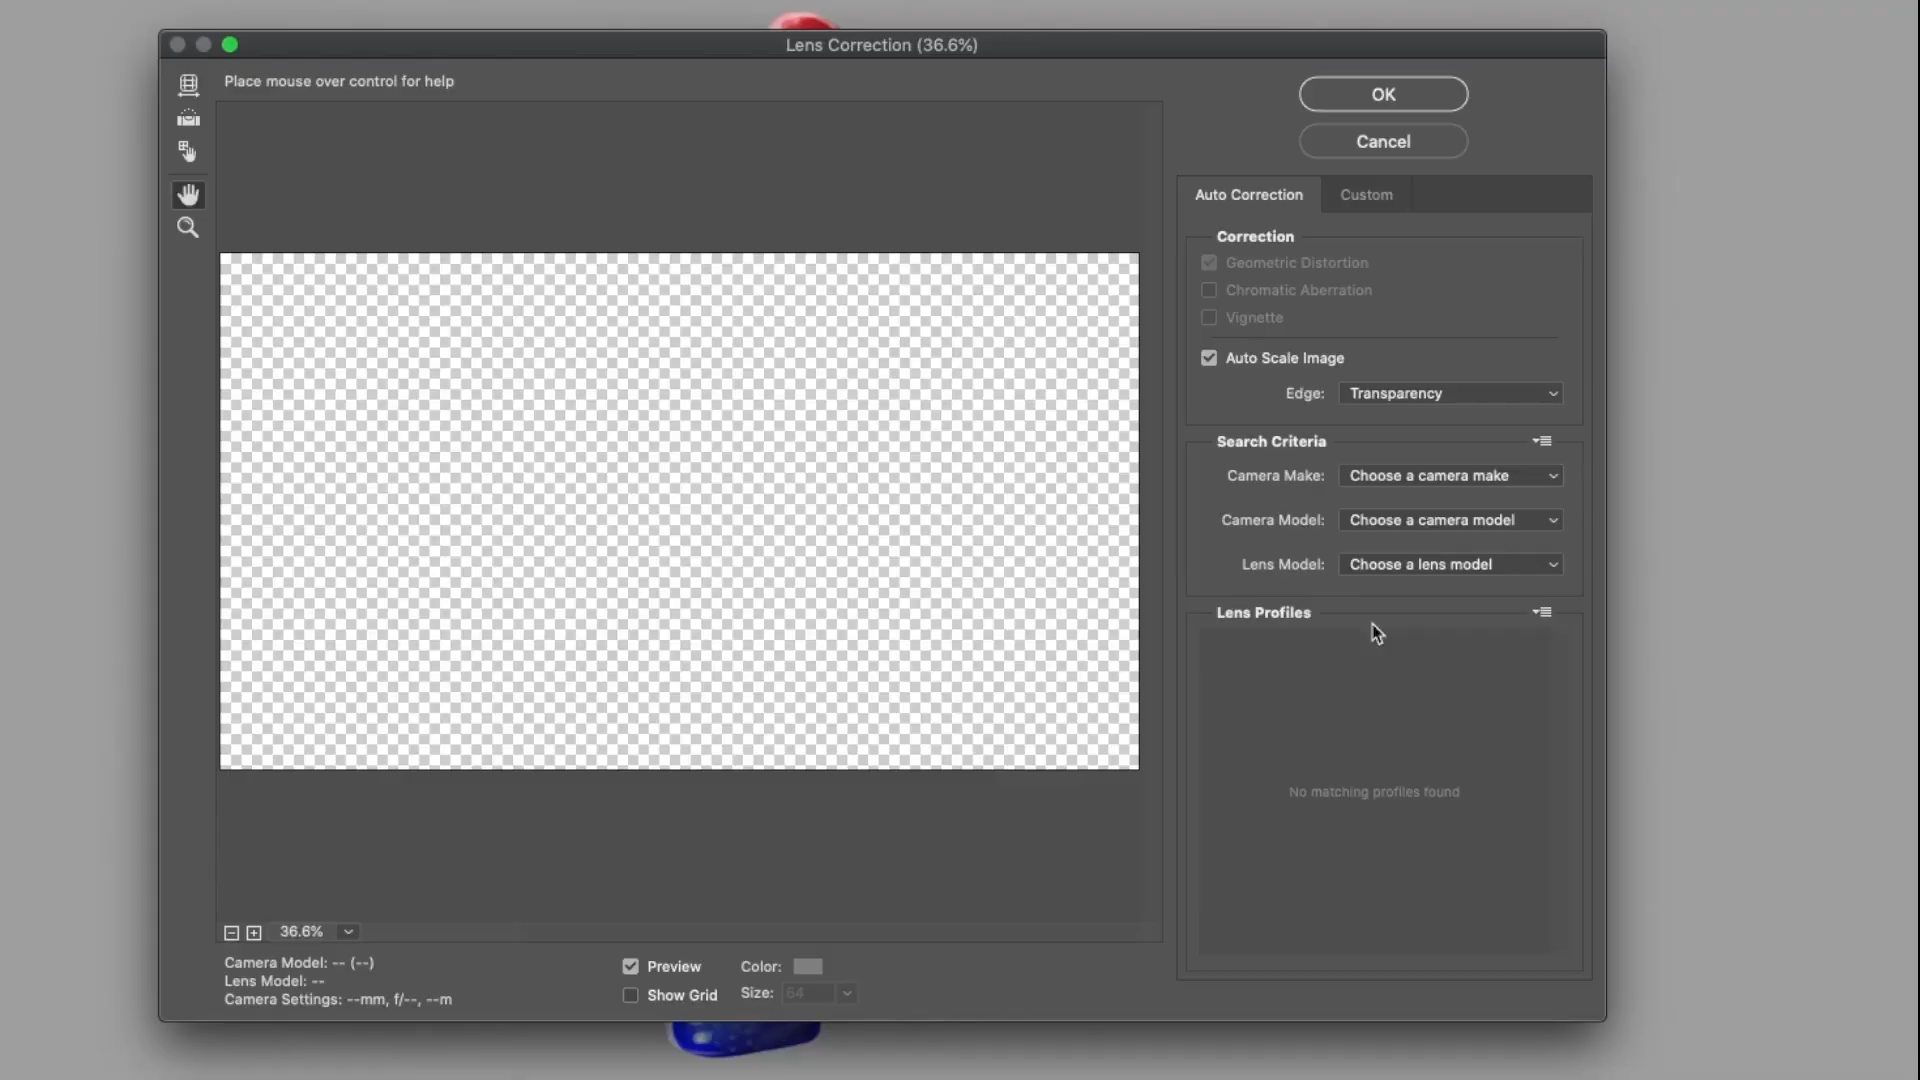 Lens Correction (36.6%)
Place mouse over control for help
OK
Cancel
Auto Correction
Custom
Correction
Geometric Distortion
Chromatic Aberration
Vignette
Auto Scale Image
Edge: Transparency
Search Criteria
Camera Make: Choose a camera make
Camera Model: Choose a camera model
Lens Model: Choose a lens model
Lens Profiles
No matching profiles found
36.6%
Camera Model: -- (--)
Lens Model: --
Camera Settings: --mm, f/--, --m
Preview
Show Grid
Color:
Size: 64